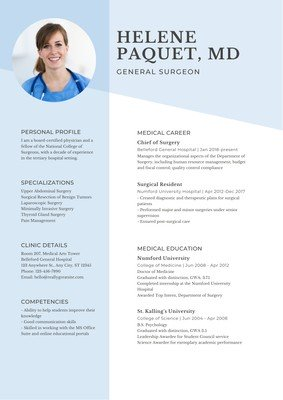 HELENE
PAQUET, MD
GENERAL SURGEON
PERSONAL PROFILE
I am a board-certified physician and a
fellow of the National College of
Surgeons, with a decade of experience
in the tertiary hospital setting.
SPECIALIZATIONS
Upper Abdominal Surgery
Surgical Resection of Benign Tumors
Laparoscopic Surgery
Minimally Invasive Surgery
Thyroid Gland Surgery
Pain Management
CLINIC DETAILS
Room 207, Medical Arts Tower
Belleford General Hospital
123 Anywhere St., Any City, ST 12345
Phone: 123-456-7890
Email: hello@reallygreatsite.com
COMPETENCIES
- Ability to help students improve their
knowledge
- Good communication skills
- Skilled in working with the MS Office
Suite and online educational portals
MEDICAL CAREER
Chief of Surgery
Belleford General Hospital | Jan 2018-present
Manages the organizational aspects of the Department of
Surgery, including human resource management, budget
and fiscal control, quality control compliance
Surgical Resident
Numford University Hospital | Apr 2012-Dec 2017
- Created diagnostic and therapeutic plans for surgical
patients
- Performed major and minor surgeries under senior
supervision
- Ensured post-surgical care
MEDICAL EDUCATION
Numford University
College of Medicine | Jun 2008 - Apr 2012
Doctor of Medicine
Graduated with distinction, GWA:
Completed internship at the Numford University
Hospital
Awarded Top Intern, Department of Surgery
St. Kalling's University
College of Science | Jun 2004 - Apr 2008
B.S. Psychology
Graduated with distinction, GWA
Leadership Awardee for Student Council service
Science Awardee for exemplary academic performance